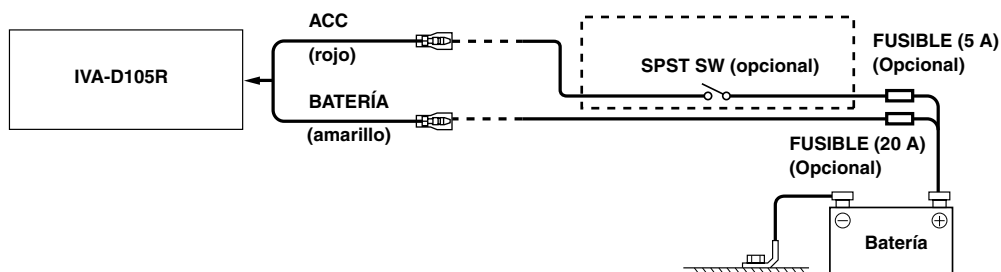 IVA-D105R
ACC
(rojo)
BATERÍA
(amarillo)
SPST SW (opcional)
FUSIBLE (5 A)
(Opcional)
FUSIBLE (20 A)
(Opcional)
Batería